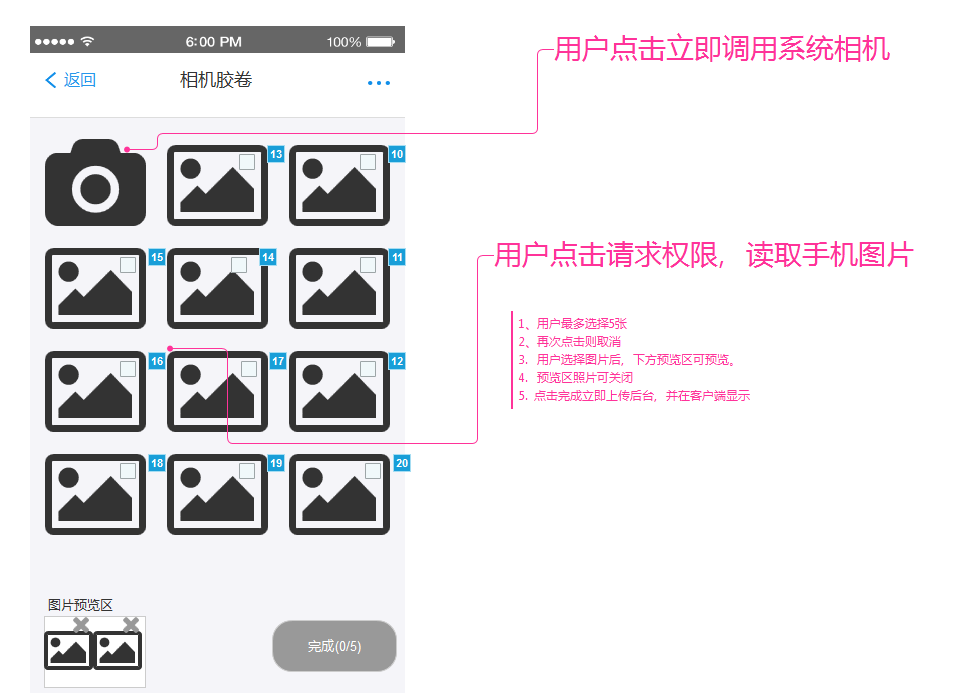 6:00 PM
100%
返回
相机胶卷
用户点击立即调用系统相机
13
10
15
14
11
用户点击请求权限，读取手机图片
1、用户最多选择5张
2、再次点击则取消
3. 用户选择图片后，下方预览区可预览。
4. 预览区照片可关闭
5. 点击完成立即上传后台，并在客户端显示
16
17
12
18
19
20
图片预览区
完成(0/5)